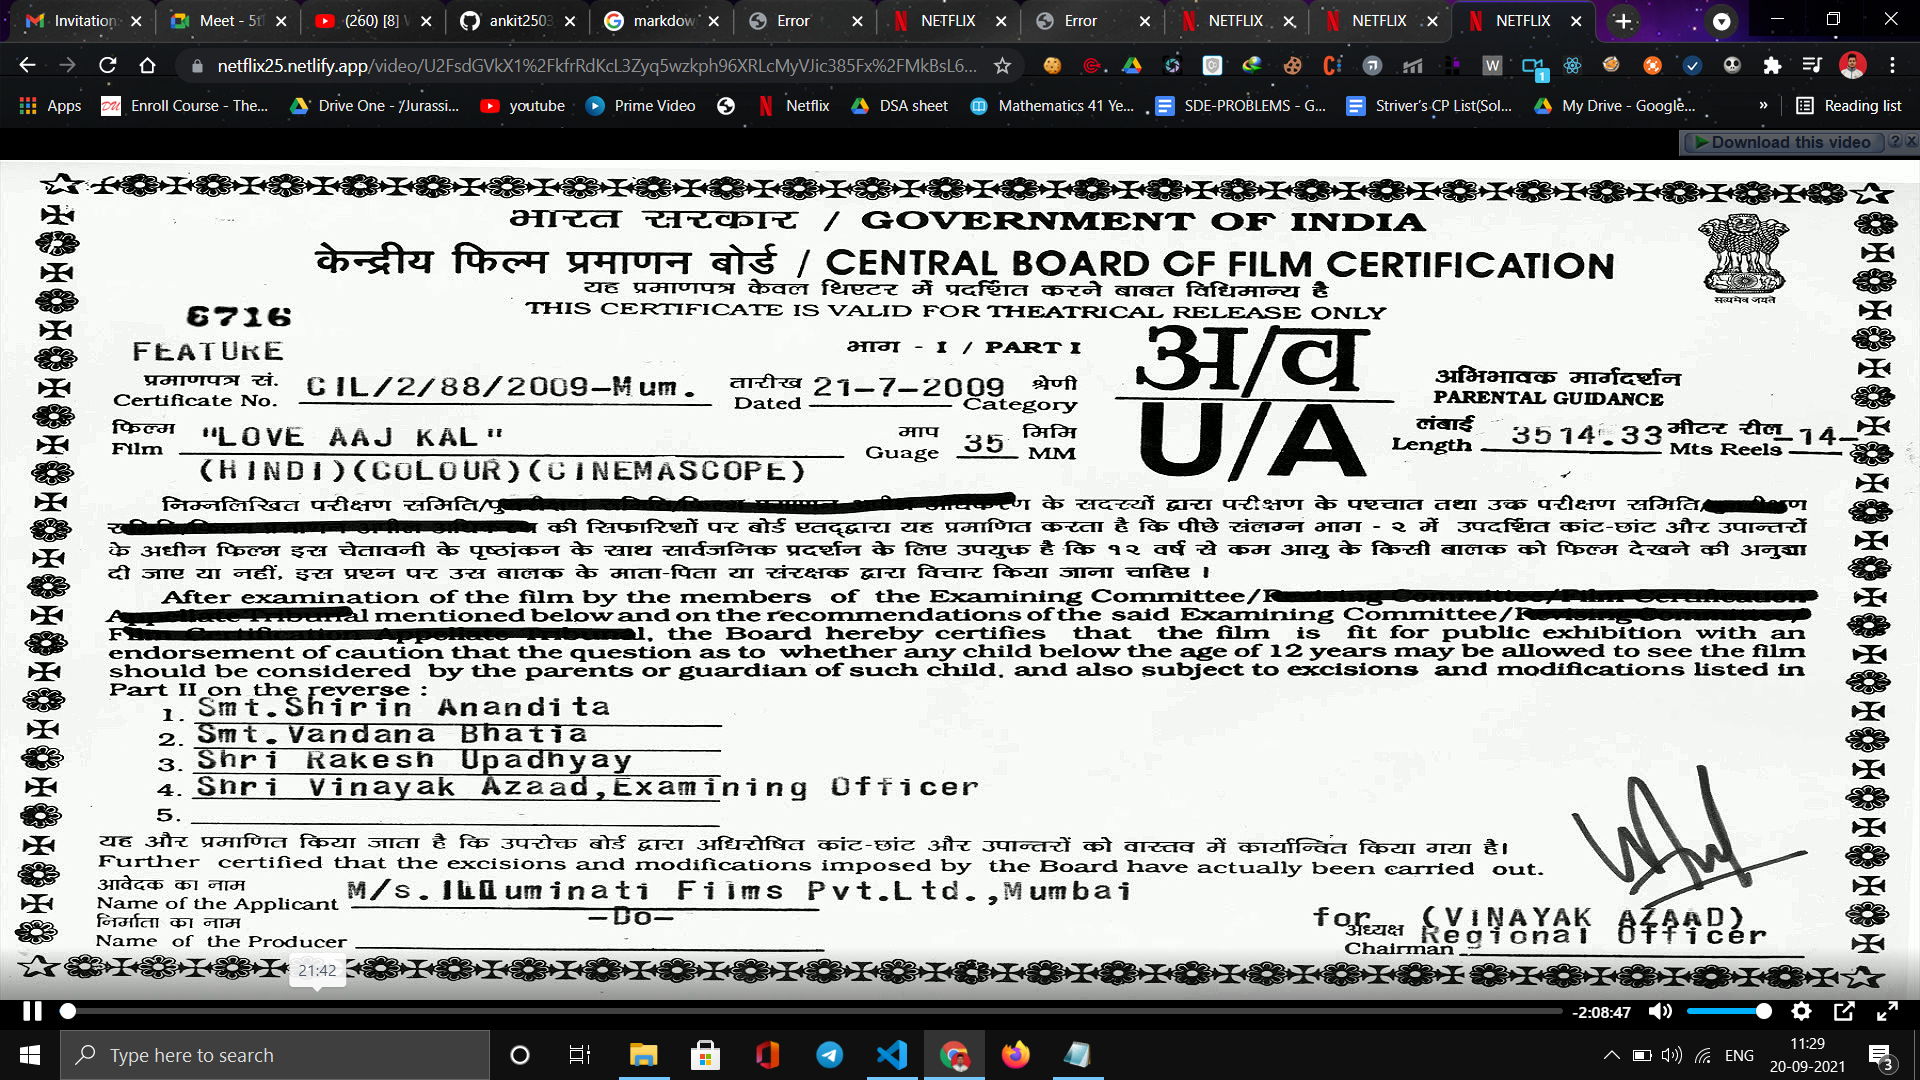 Invitation: Meet - 5tl (260) [8] V ankit2503 markdow Error NETFLIX Error NETFLIX NETFLIX NETFLIX
netflix25.netlify.app/video/U2FsdGVkX1%2FkfrRdKcL3Zyq5wzkph96XRLcMyVJic385Fx%2FMkBsL6...
Apps Enroll Course - The... Drive One - /Jurassi... youtube Prime Video Netflix DSA sheet Mathematics 41 Ye... SDE-PROBLEMS - G... Striver's CP List(Sol... My Drive - Google... » Reading list
Download this video ? X
भारत सरकार / GOVERNMENT OF INDIA
केन्द्रीय फिल्म प्रमाणन बोर्ड / CENTRAL BOARD OF FILM CERTIFICATION
यह प्रमाणपत्र केवल थिएटर में प्रदर्शित करने बाबत विधिमान्य है
THIS CERTIFICATE IS VALID FOR THEATRICAL RELEASE ONLY
सत्यमेव जयते
6716
FEATURE
भाग - I / PART I
अ/व
U/A
प्रमाणपत्र सं.
Certificate No. CIL/2/88/2009-Mum. तारीख Dated 21-7-2009 श्रेणी Category
अभिभावक मार्गदर्शन
PARENTAL GUIDANCE
फिल्म
Film "LOVE AAJ KAL" माप Guage 35 मिमि MM लंबाई Length 3514.33 मीटर रील Mts Reels -14-
(HINDI)(COLOUR)(CINEMASCOPE)
निम्नलिखित परीक्षण समिति/ के सदस्यों द्वारा परीक्षण के पश्चात तथा उक्त परीक्षण समिति/
की सिफारिशों पर बोर्ड एतद्द्वारा यह प्रमाणित करता है कि पीछे संलग्न भाग - २ में उपदर्शित कांट-छांट और उपान्तरों
के अधीन फिल्म इस चेतावनी के पृष्ठांकन के साथ सार्वजनिक प्रदर्शन के लिए उपयुक्त है कि १२ वर्ष से कम आयु के किसी बालक को फिल्म देखने की अनुज्ञा
दी जाए या नहीं, इस प्रश्न पर उस बालक के माता-पिता या संरक्षक द्वारा विचार किया जाना चाहिए ।
After examination of the film by the members of the Examining Committee/Revising Committee/Film Certification
Appellate Tribunal mentioned below and on the recommendations of the said Examining Committee/Revising Committee/
Film Certification Appellate Tribunal, the Board hereby certifies that the film is fit for public exhibition with an
endorsement of caution that the question as to whether any child below the age of 12 years may be allowed to see the film
should be considered by the parents or guardian of such child, and also subject to excisions and modifications listed in
Part II on the reverse :
1. Smt.Shirin Anandita
2. Smt.Vandana Bhatia
3. Shri Rakesh Upadhyay
4. Shri Vinayak Azaad,Examining Officer
5.
यह और प्रमाणित किया जाता है कि उपरोक्त बोर्ड द्वारा अधिरोषित कांट-छांट और उपान्तरों को वास्तव में कार्यान्वित किया गया है।
Further certified that the excisions and modifications imposed by the Board have actually been carried out.
आवेदक का नाम
Name of the Applicant M/s.Illuminati Films Pvt.Ltd.,Mumbai
निर्माता का नाम
Name of the Producer -Do-
for (VINAYAK AZAAD)
अध्यक्ष Regional Officer
Chairman
21:42
-2:08:47
Type here to search
ENG 11:29
20-09-2021
3